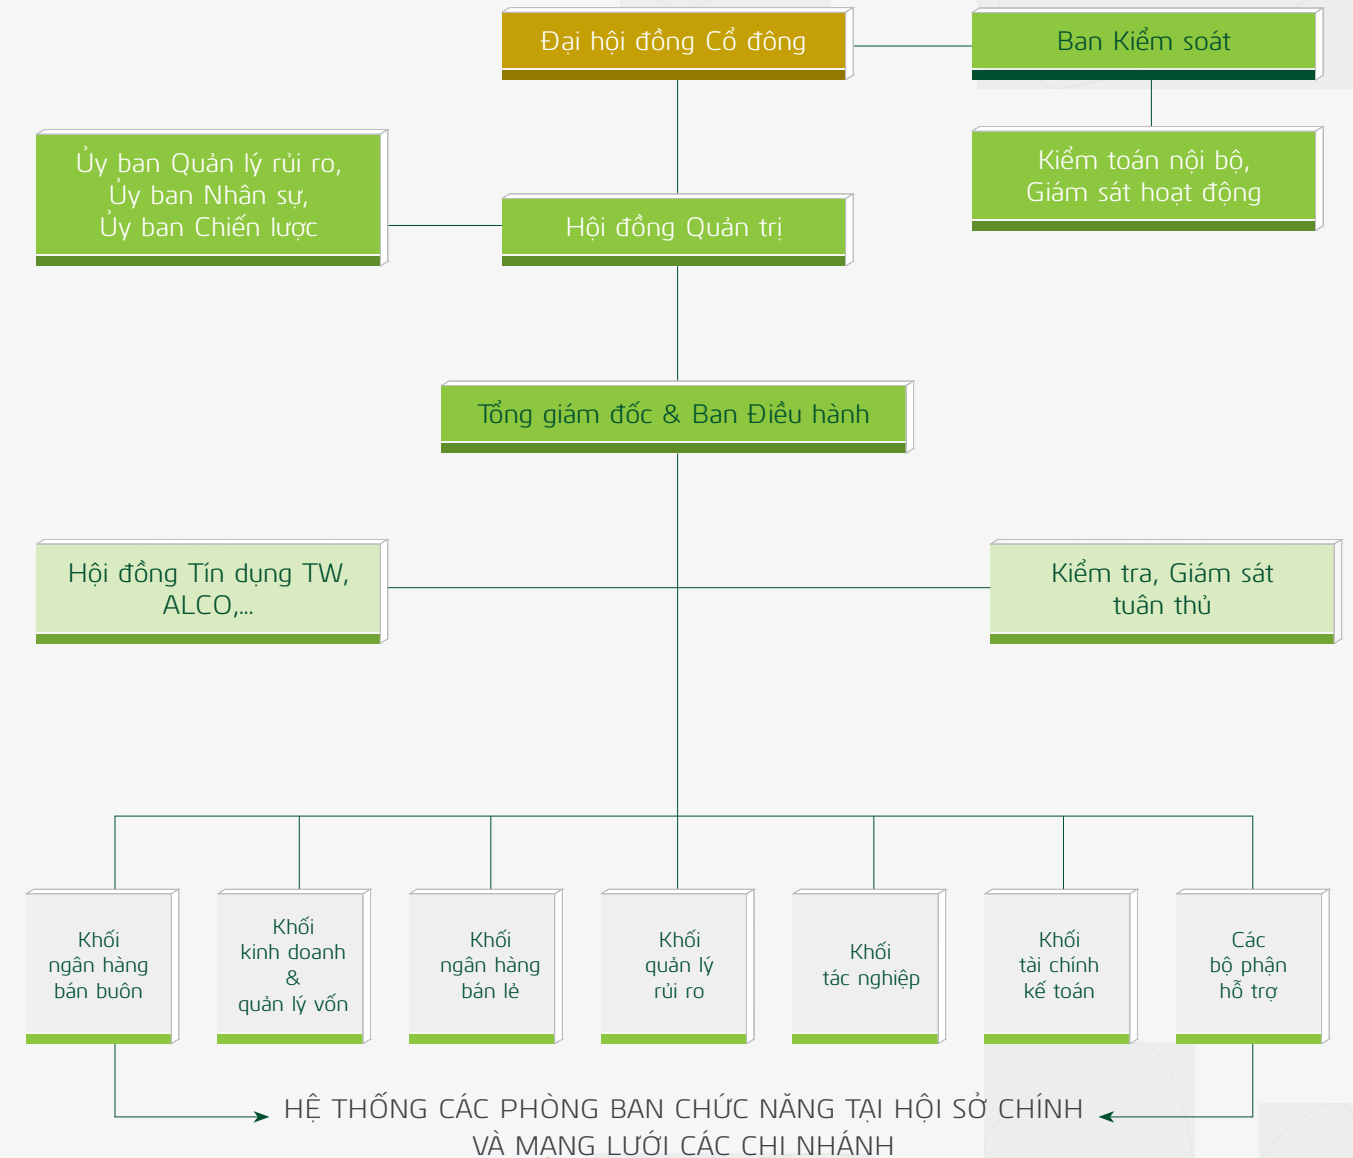 Đại hội đồng Cổ đông
Ban Kiểm soát
Ủy ban Quản lý rủi ro,
Ủy ban Nhân sự,
Ủy ban Chiến lược
Kiểm toán nội bộ,
Giám sát hoạt động
Hội đồng Quản trị
Tổng giám đốc & Ban Điều hành
Hội đồng Tín dụng TW,
ALCO,...
Kiểm tra, Giám sát
tuân thủ
Khối
ngân hàng
bán buôn
Khối
kinh doanh
&
quản lý vốn
Khối
ngân hàng
bán lẻ
Khối
quản lý
rủi ro
Khối
tác nghiệp
Khối
tài chính
kế toán
Các
bộ phận
hỗ trợ
HỆ THỐNG CÁC PHÒNG BAN CHỨC NĂNG TẠI HỘI SỞ CHÍNH
VÀ MẠNG LƯỚI CÁC CHI NHÁNH